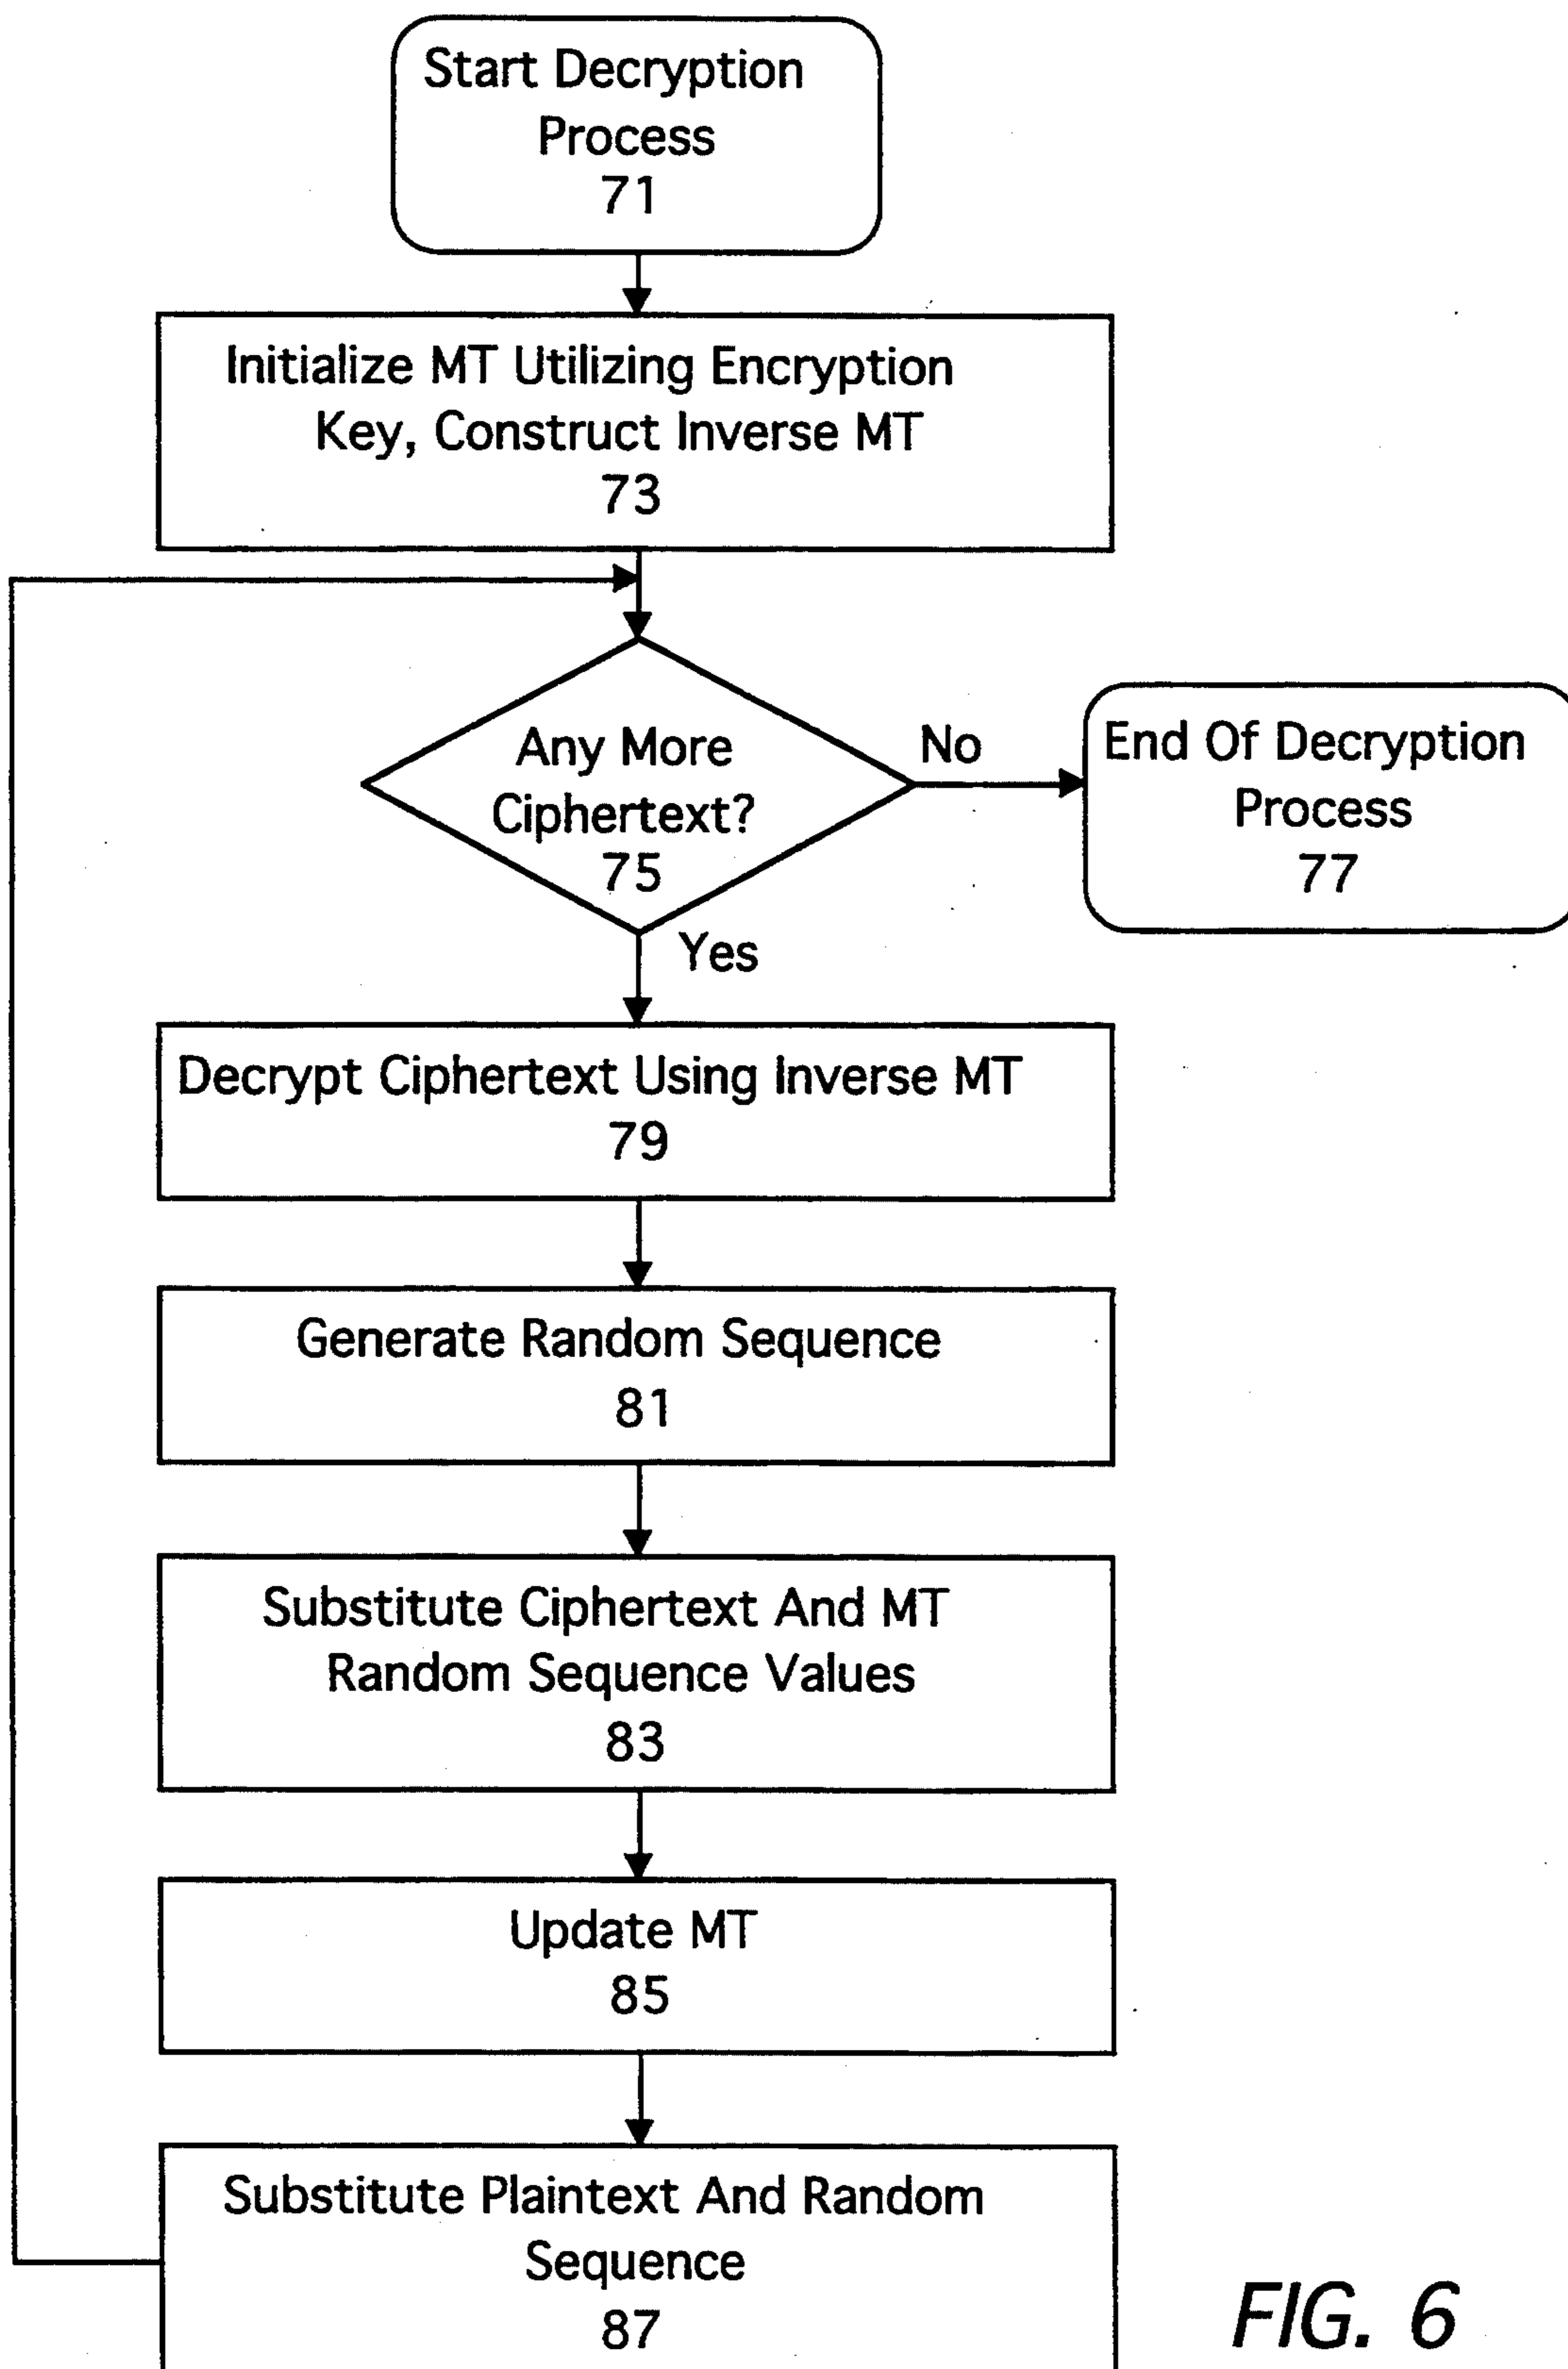 Start Decryption
Process
71
Initialize MT Utilizing Encryption
Key, Construct Inverse MT
73
Any More
Ciphertext?
75
No
End Of Decryption
Process
77
Yes
Decrypt Ciphertext Using Inverse MT
79
Generate Random Sequence
81
Substitute Ciphertext And MT
Random Sequence Values
83
Update MT
85
Substitute Plaintext And Random
Sequence
87
FIG. 6